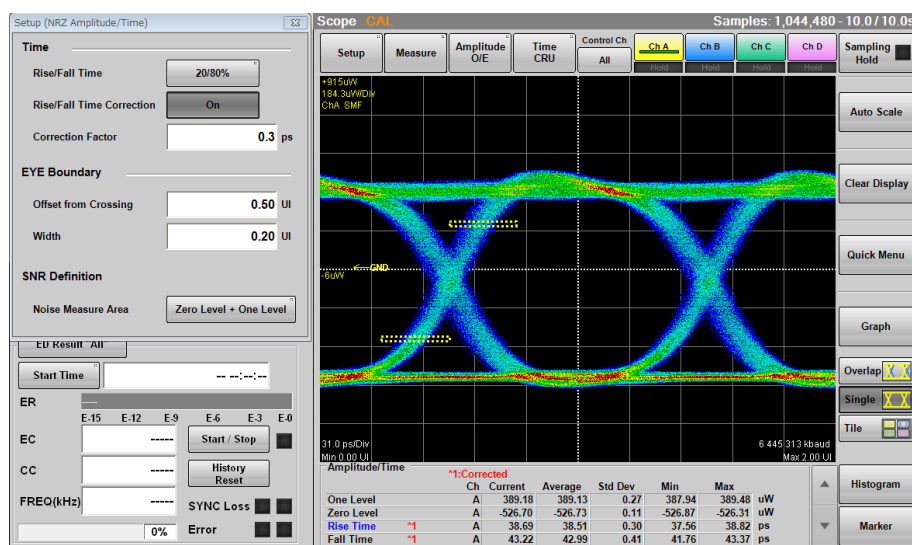 Setup (NRZ Amplitude/Time)
Time
Rise/Fall Time 20/80%
Rise/Fall Time Correction On
Correction Factor 0.3 ps
EYE Boundary
Offset from Crossing 0.50 UI
Width 0.20 UI
SNR Definition
Noise Measure Area Zero Level + One Level
ED Result "All"
Start Time -- --:--:--
ER -----
E-15 E-12 E-9 E-6 E-3 E-0
EC ----- Start / Stop
CC ----- History Reset
FREQ(kHz) ----- SYNC Loss
0% Error
Scope CAL Samples: 1,044,480 - 10.0 / 10.0s
Setup Measure Amplitude O/E Time CRU Control Ch All Ch A Ch B Ch C Ch D
Hold Hold Hold Hold
Sampling Hold
Auto Scale
Clear Display
Quick Menu
Graph
Overlap
Single
Tile
Histogram
Marker
+915uW
184.3uW/Div
ChA SMF
GND
-6uW
31.0 ps/Div 6 445 313 kbaud
Min 0.00 UI Max 2.00 UI
Amplitude/Time
*1:Corrected
Ch Current Average Std Dev Min Max
One Level A 389.18 389.13 0.27 387.94 389.48 uW
Zero Level A -526.70 -526.73 0.11 -526.87 -526.31 uW
Rise Time *1 A 38.69 38.51 0.30 37.56 38.82 ps
Fall Time *1 A 43.22 42.99 0.41 41.76 43.37 ps